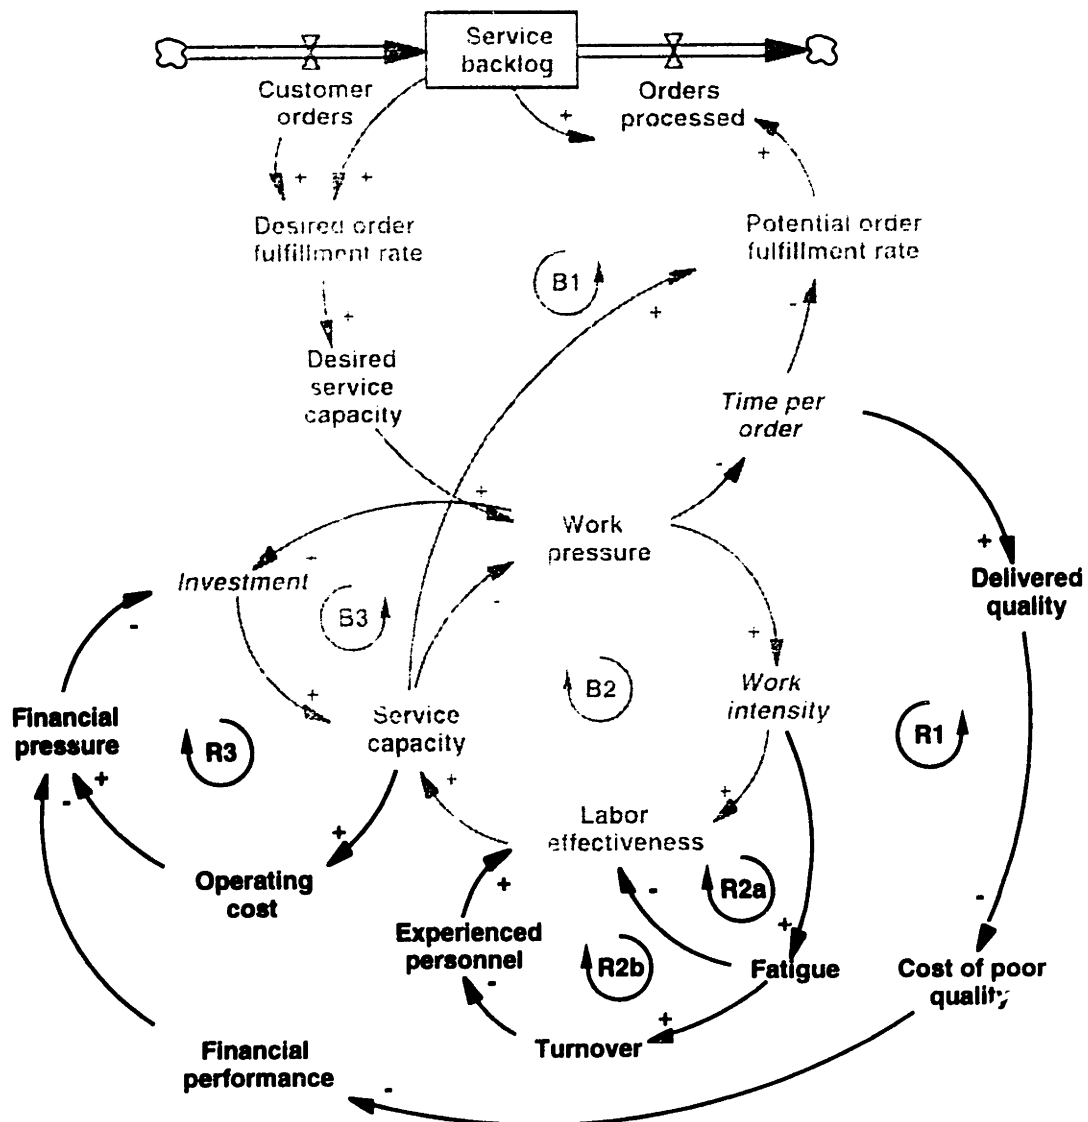 Service
backlog
Customer
orders
Orders
processed
+
+
+
+
Desired order
fulfillment rate
Potential order
fulfillment rate
B1
-
+
+
Desired
service
capacity
Time per
order
-
+
Work
pressure
+
Delivered
quality
Investment
-
B3
-
+
B2
Work
intensity
+
Service
capacity
Financial
pressure
R3
R1
+
-
+
+
+
Labor
effectiveness
Operating
cost
-
R2a
+
-
+
Experienced
personnel
R2b
Fatigue
Cost of poor
quality
-
+
Turnover
Financial
performance
-